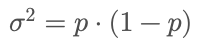 σ² = p · (1 − p)